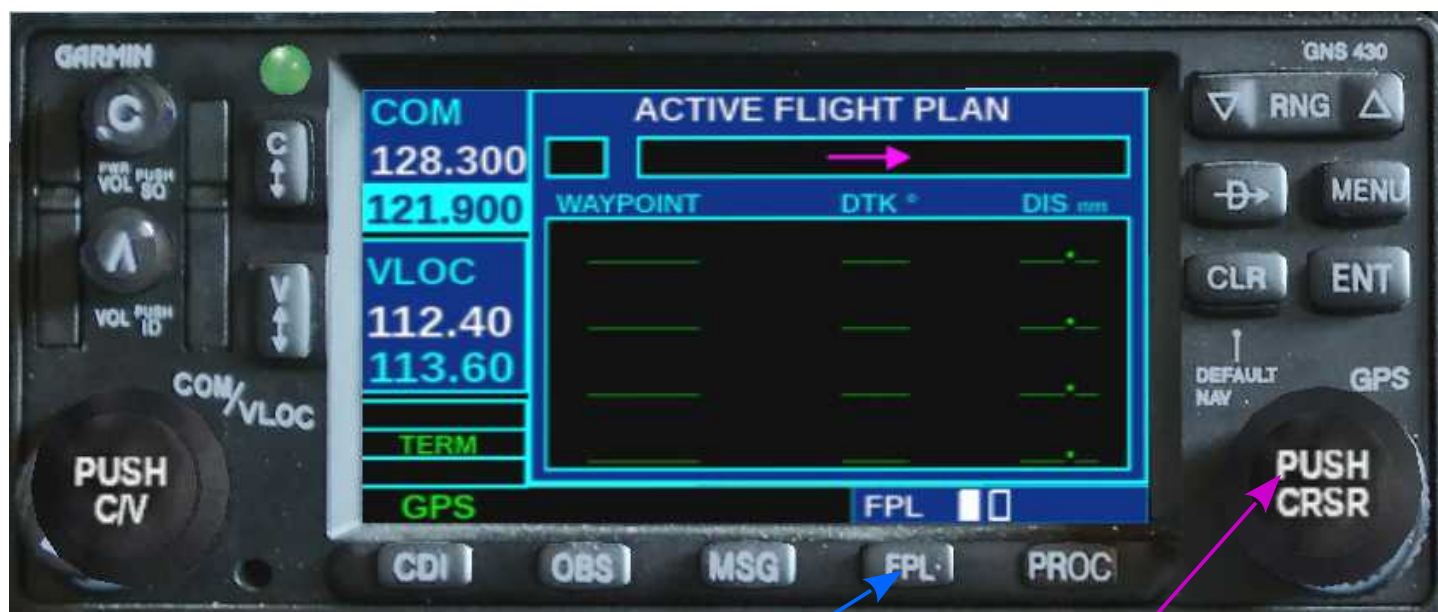 GARMIN
GNS 430
C
PWR PUSH
VOL SQ
C
V
VOL PUSH
ID
V
COM/VLOC
PUSH
C/V
COM
128.300
121.900
VLOC
112.40
113.60
TERM
GPS
ACTIVE FLIGHT PLAN
WAYPOINT DTK ° DIS nm
FPL
CDI OBS MSG FPL PROC
RNG
D MENU
CLR ENT
DEFAULT
NAV
GPS
PUSH
CRSR